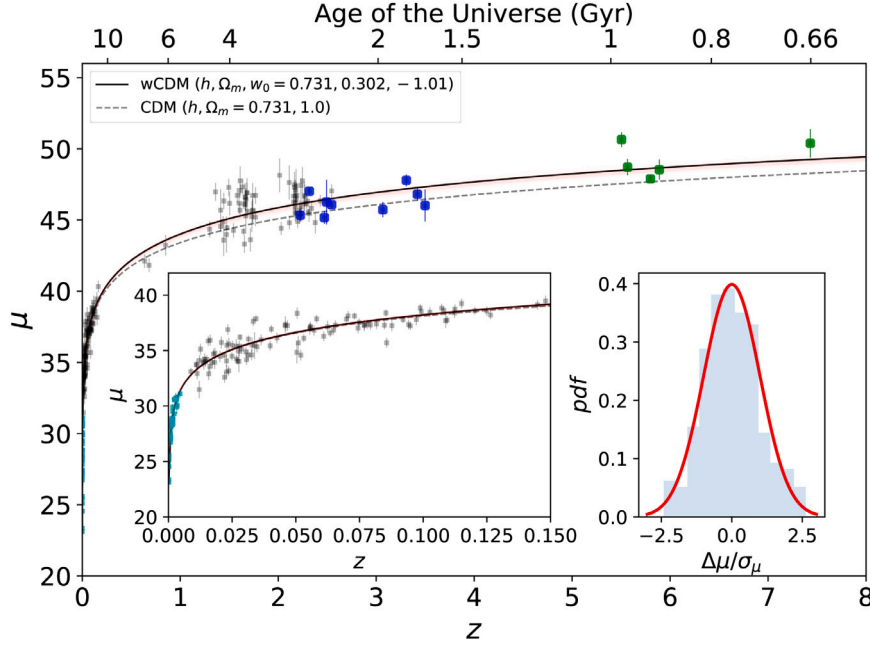 Age of the Universe (Gyr)
10 6 4 2 1.5 1 0.8 0.66
wCDM (h, Ωm, w0 = 0.731, 0.302, − 1.01)
CDM (h, Ωm = 0.731, 1.0)
55
50
45
40
35
30
25
20
μ
0 1 2 3 4 5 6 7 8
z
40
35
30
25
20
μ
0.000 0.025 0.050 0.075 0.100 0.125 0.150
z
0.4
0.3
0.2
0.1
0.0
pdf
−2.5 0.0 2.5
Δμ/σμ